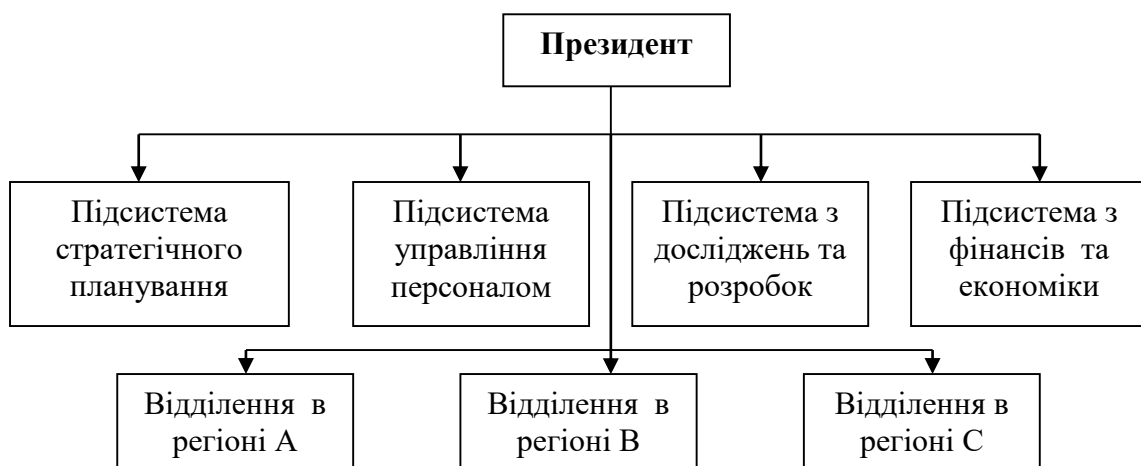 Президент
Підсистема
стратегічного
планування
Підсистема
управління
персоналом
Підсистема з
досліджень та
розробок
Підсистема з
фінансів та
економіки
Відділення в
регіоні А
Відділення в
регіоні В
Відділення в
регіоні С